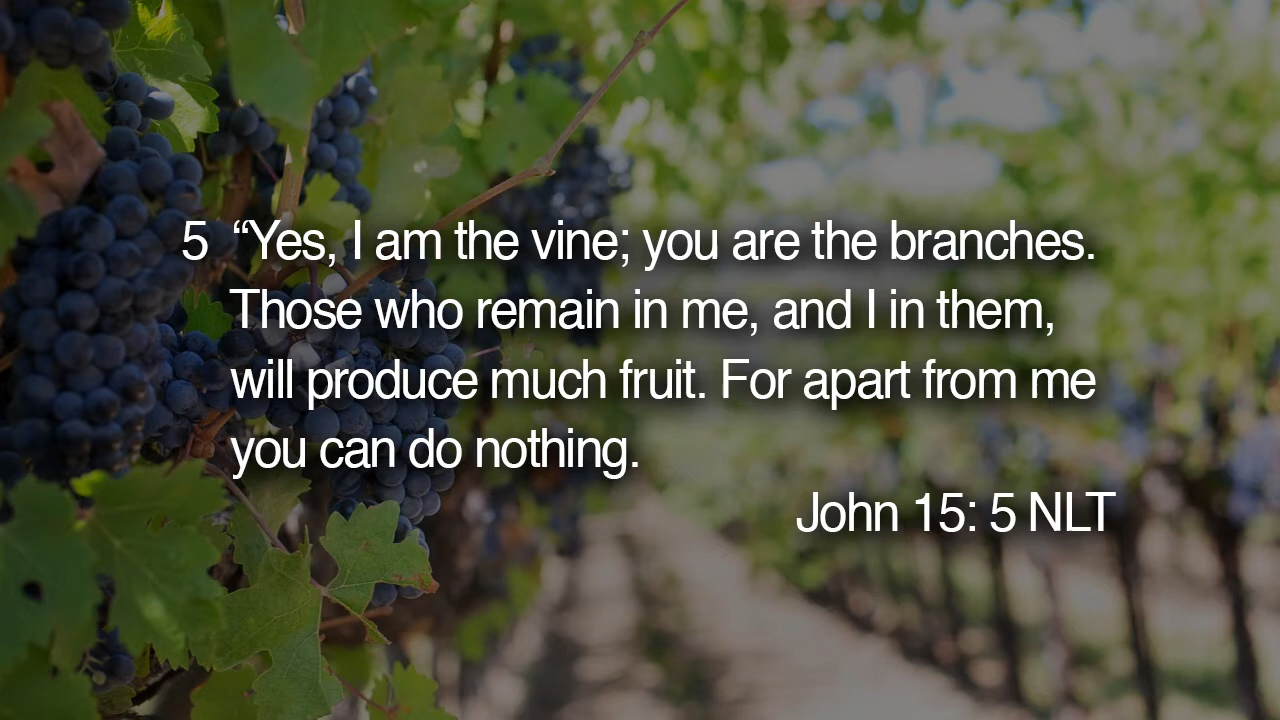 5 “Yes, I am the vine; you are the branches.
Those who remain in me, and I in them,
will produce much fruit. For apart from me
you can do nothing.
John 15: 5 NLT